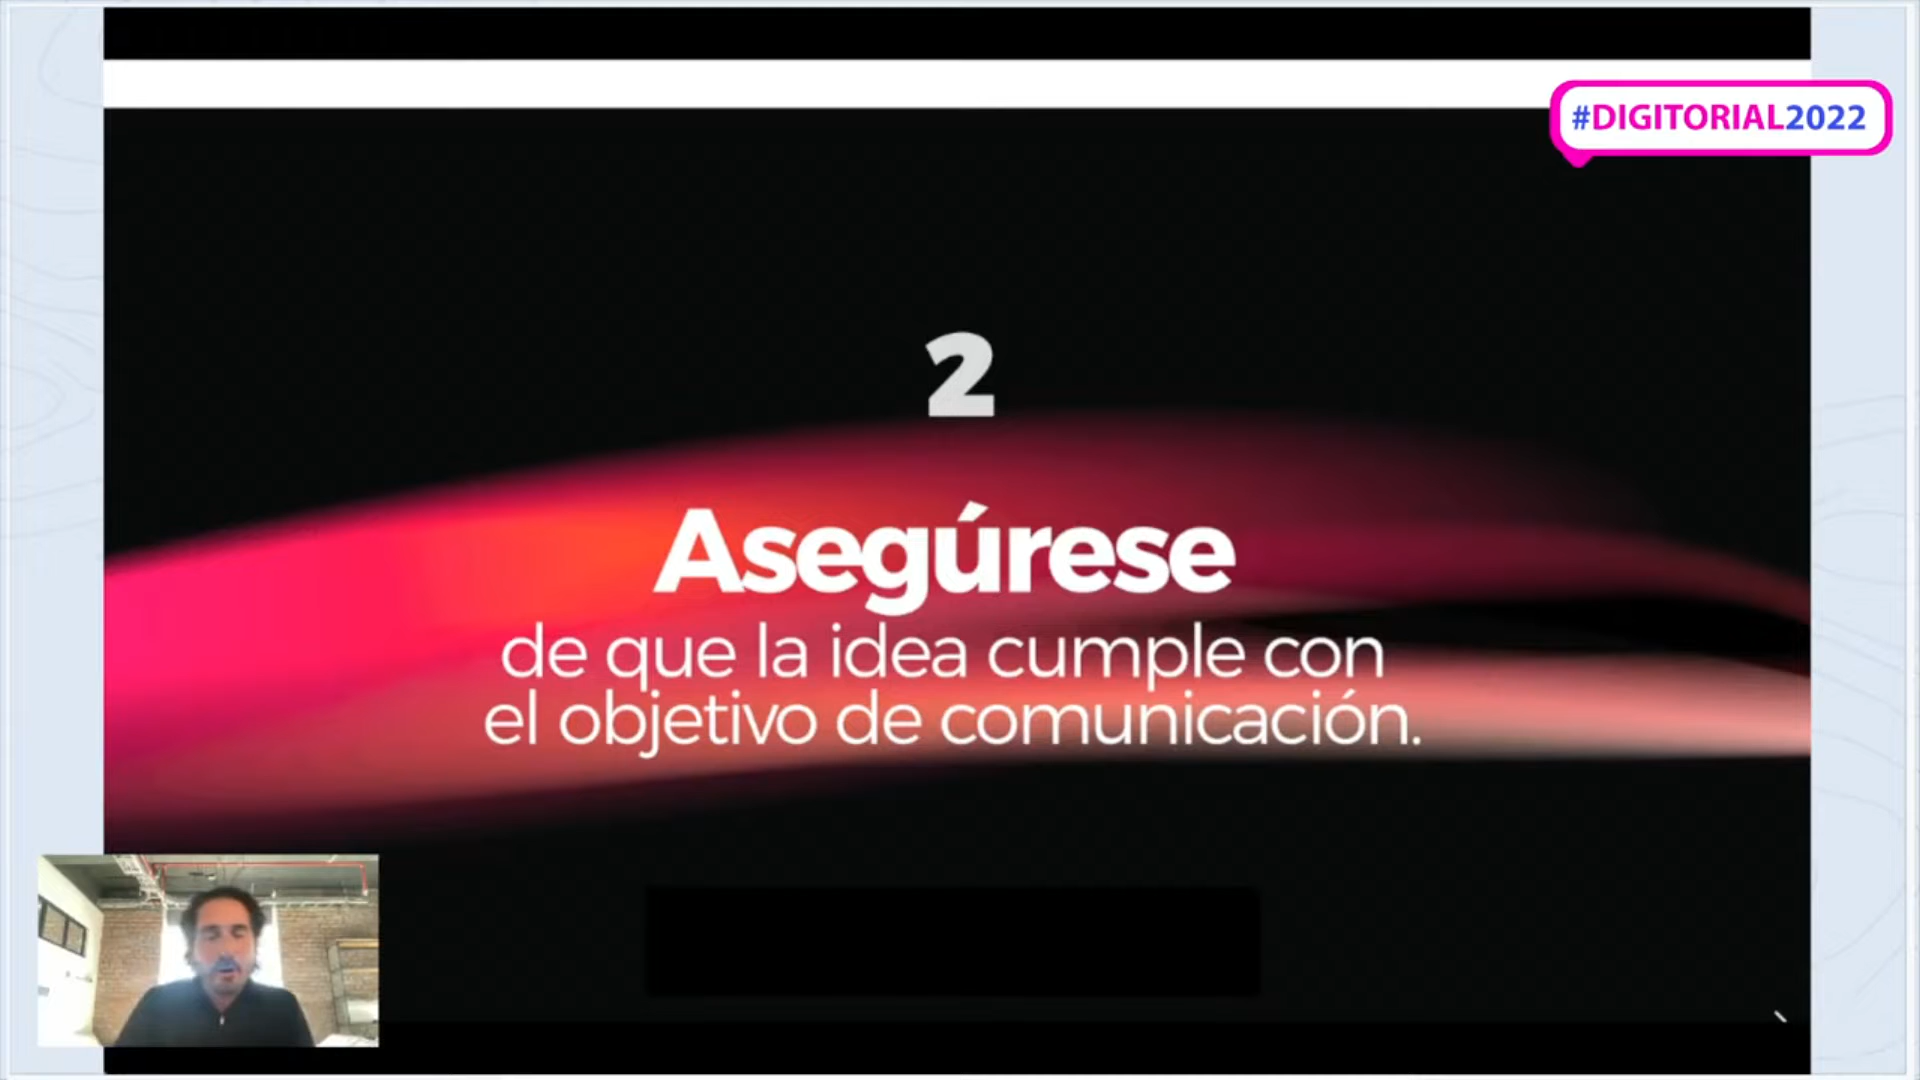 #DIGITORIAL2022
2
Asegúrese
de que la idea cumple con
el objetivo de comunicación.